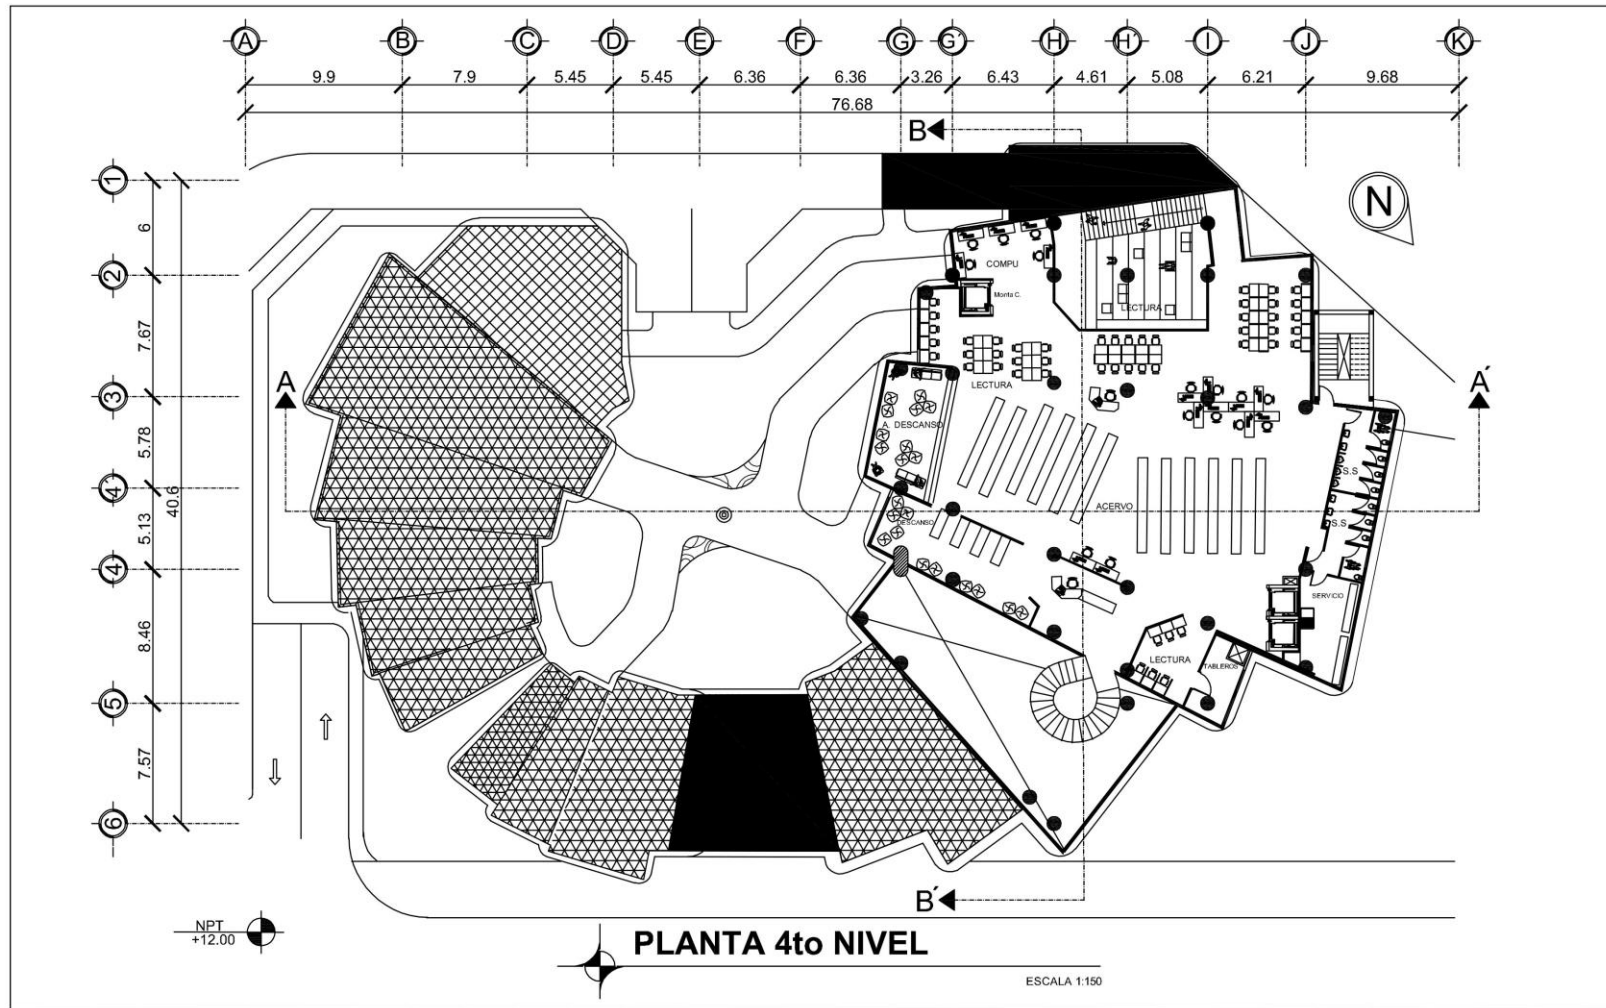 A B C D E F G G´ H H´ I J K
9.9 7.9 5.45 5.45 6.36 6.36 3.26 6.43 4.61 5.08 6.21 9.68
76.68
B
1
6
N
2
COMPU
Monta C.
LECTURA
7.67
3
A
A´
LECTURA
A. DESCANSO
5.78
S.S
4´
40.6
ACERVO
DESCANSO
S.S
5.13
4
SERVICIO
8.46
LECTURA
TABLEROS
5
7.57
6
B´
NPT
+12.00
PLANTA 4to NIVEL
ESCALA 1:150